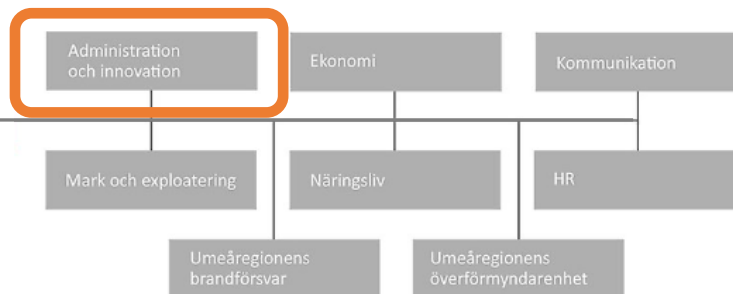 Administration
och innovation
Ekonomi
Kommunikation
Mark och exploatering
Näringsliv
HR
Umeåregionens
brandförsvar
Umeåregionens
överförmyndarenhet